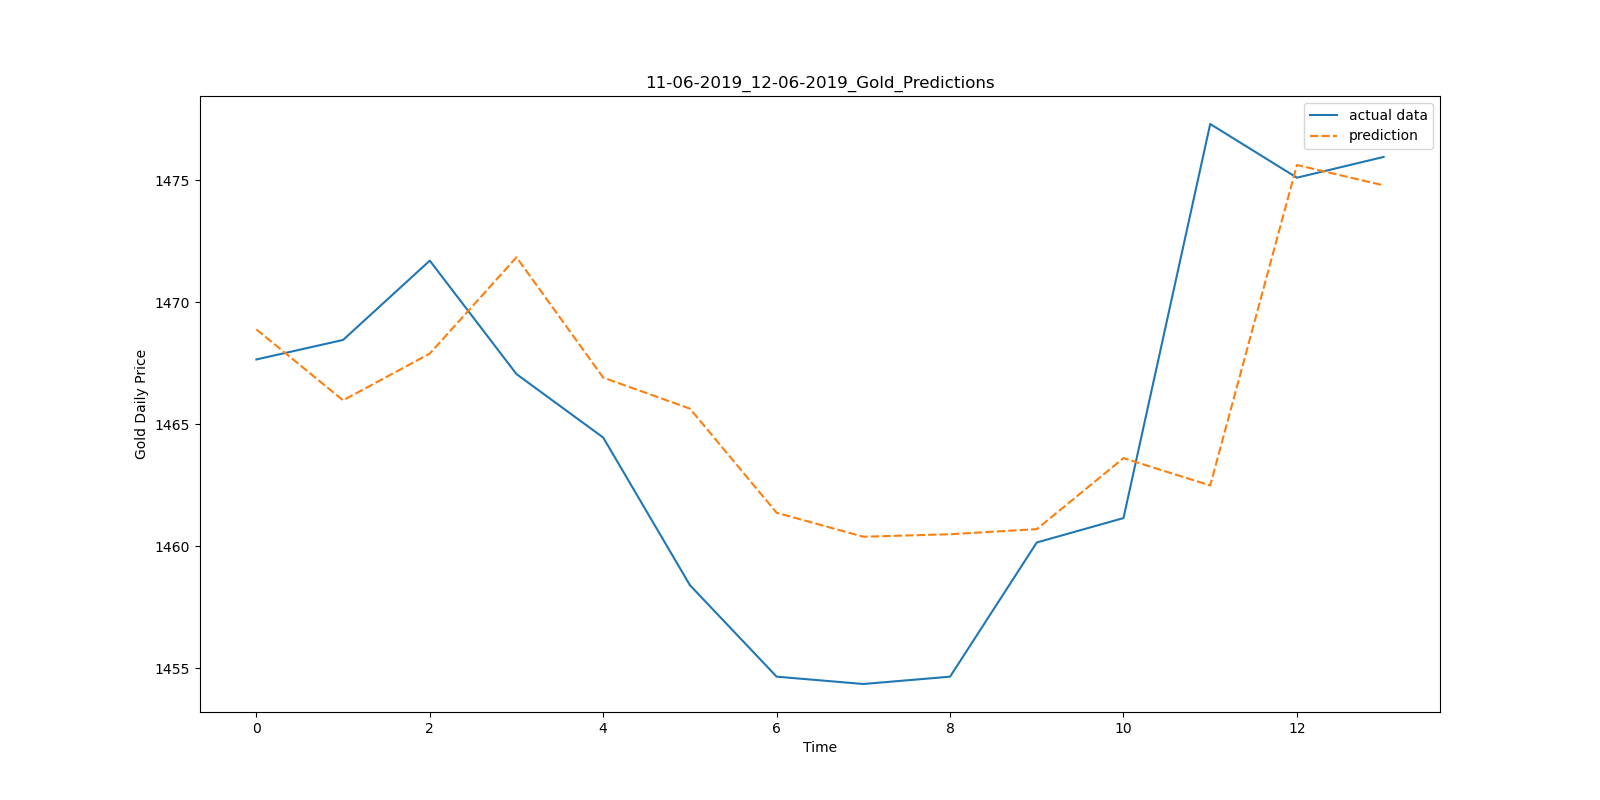 11-06-2019_12-06-2019_Gold_Predictions
actual data
prediction
1475
1470
1465
1460
1455
Gold Daily Price
0 2 4 6 8 10 12
Time